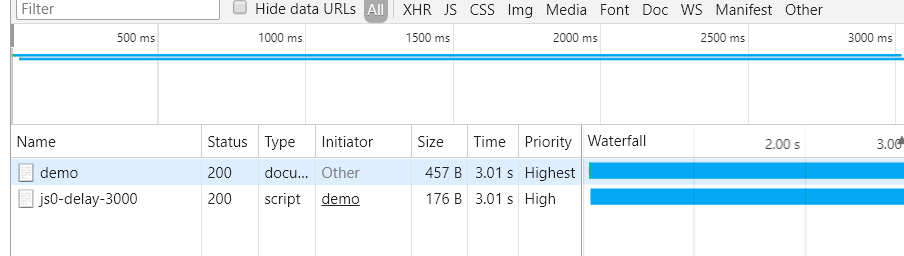 Filter Hide data URLs All XHR JS CSS Img Media Font Doc WS Manifest Other
500 ms 1000 ms 1500 ms 2000 ms 2500 ms 3000 ms
Name Status Type Initiator Size Time Priority Waterfall 2.00 s 3.00
demo 200 docu... Other 457 B 3.01 s Highest
js0-delay-3000 200 script demo 176 B 3.01 s High